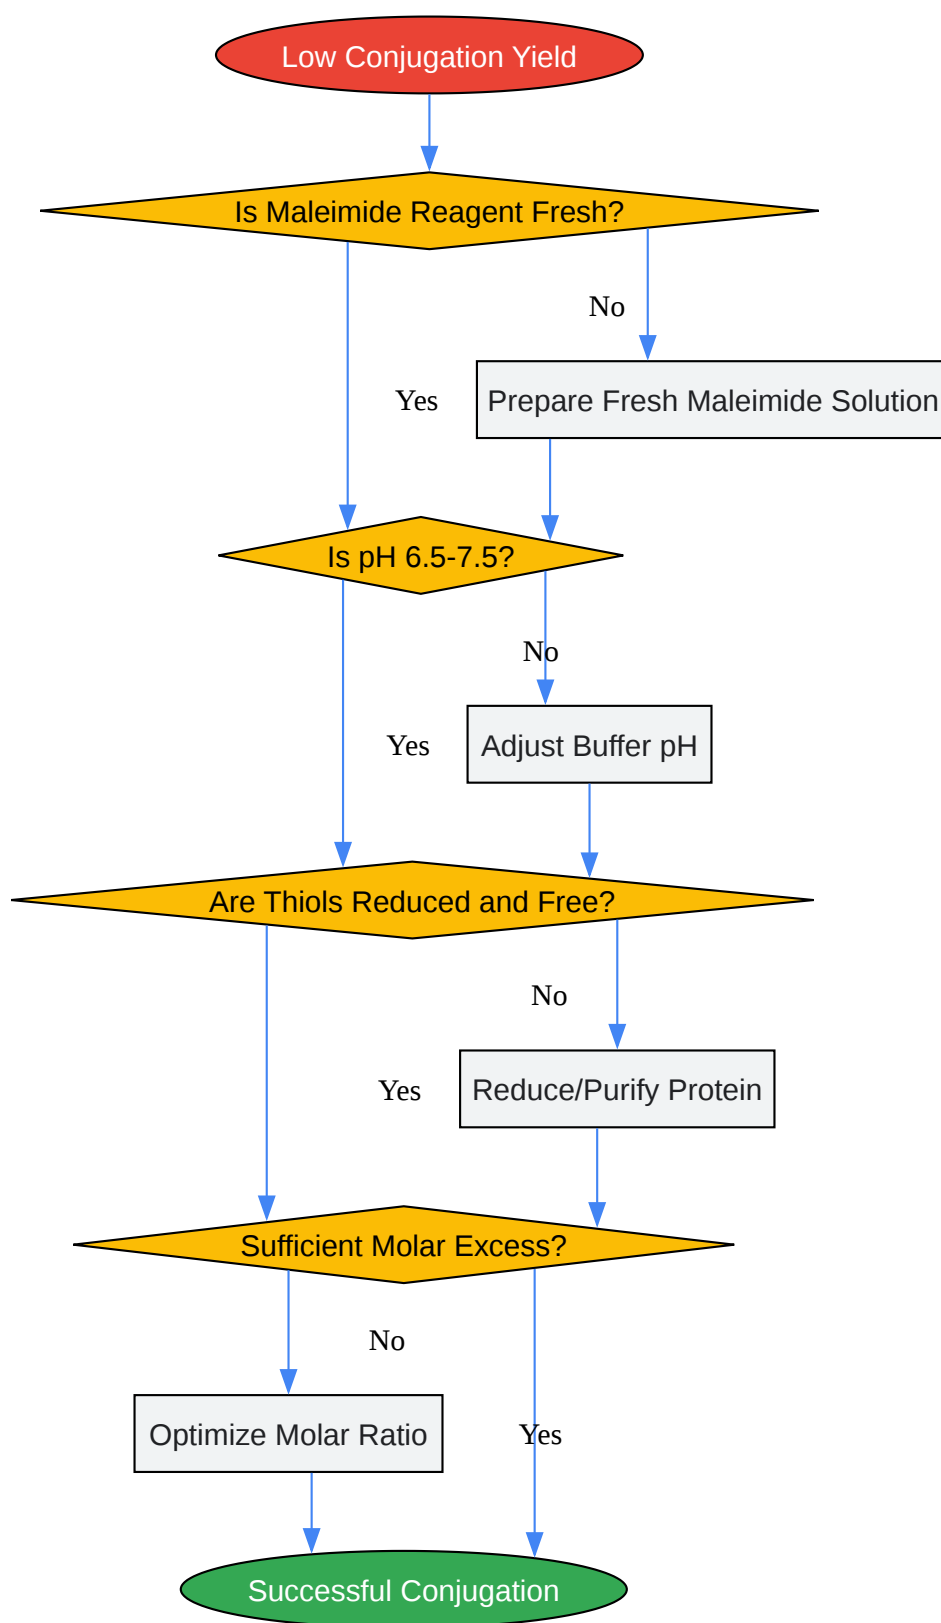 Low Conjugation Yield
Is Maleimide Reagent Fresh?
No
Yes
Prepare Fresh Maleimide Solution
Is pH 6.5-7.5?
No
Yes
Adjust Buffer pH
Are Thiols Reduced and Free?
No
Yes
Reduce/Purify Protein
Sufficient Molar Excess?
No
Optimize Molar Ratio
Yes
Successful Conjugation